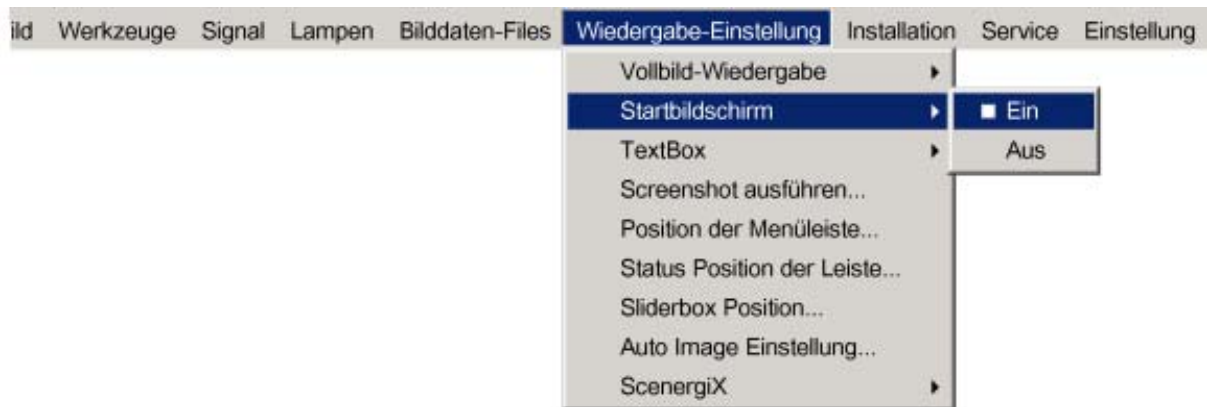 ild Werkzeuge Signal Lampen Bilddaten-Files Wiedergabe-Einstellung Installation Service Einstellung
Vollbild-Wiedergabe
Startbildschirm
Ein
TextBox
Aus
Screenshot ausführen...
Position der Menüleiste...
Status Position der Leiste...
Sliderbox Position...
Auto Image Einstellung...
ScenergiX